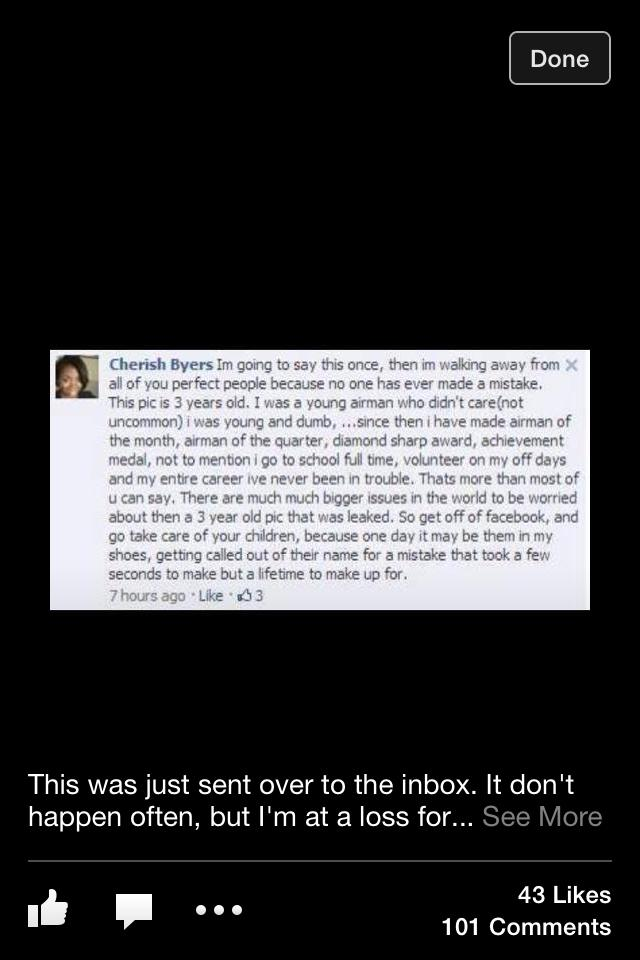 Done
Cherish Byers Im going to say this once, then im walking away from
all of you perfect people because no one has ever made a mistake.
This pic is 3 years old. I was a young airman who didn't care(not
uncommon) i was young and dumb, ...since then i have made airman of
the month, airman of the quarter, diamond sharp award, achievement
medal, not to mention i go to school full time, volunteer on my off days
and my entire career ive never been in trouble. Thats more than most of
u can say. There are much much bigger issues in the world to be worried
about then a 3 year old pic that was leaked. So get off of facebook, and
go take care of your children, because one day it may be them in my
shoes, getting called out of their name for a mistake that took a few
seconds to make but a lifetime to make up for.
7 hours ago · Like · 3
This was just sent over to the inbox. It don't
happen often, but I'm at a loss for... See More
43 Likes
101 Comments